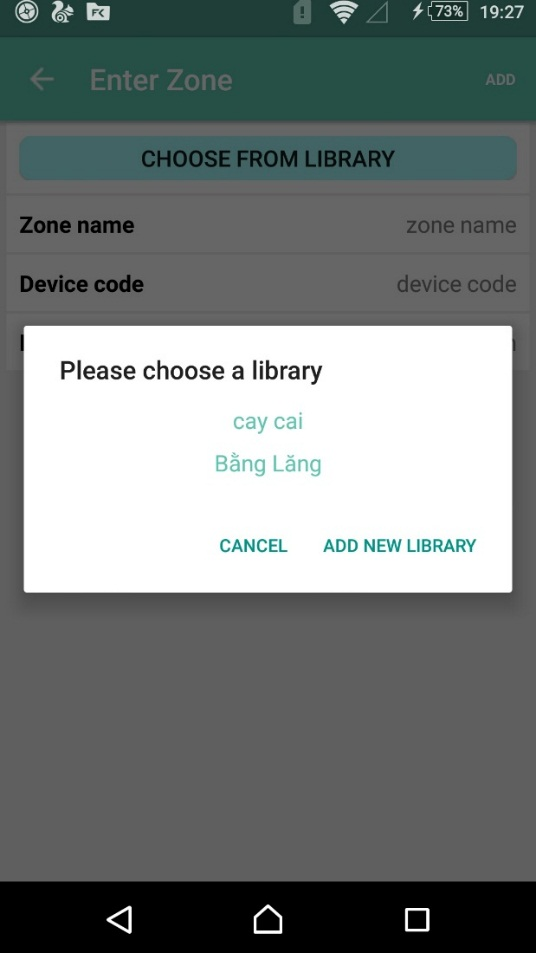 FK 73% 19:27
Enter Zone ADD
CHOOSE FROM LIBRARY
Zone name zone name
Device code device code
Please choose a library
cay cai
Bằng Lăng
CANCEL ADD NEW LIBRARY